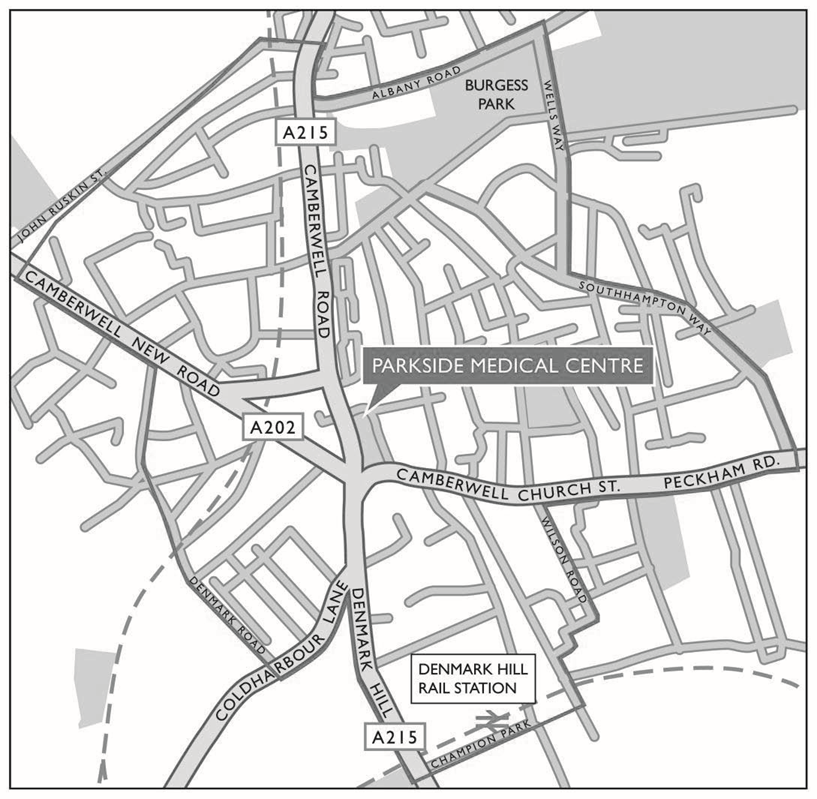 ALBANY ROAD
BURGESS
PARK
WELLS WAY
A215
CAMBERWELL ROAD
JOHN RUSKIN ST.
CAMBERWELL NEW ROAD
SOUTHHAMPTON WAY
PARKSIDE MEDICAL CENTRE
A202
CAMBERWELL CHURCH ST.
PECKHAM RD.
WILSON ROAD
DENMARK ROAD
COLDHARBOUR LANE
DENMARK HILL
DENMARK HILL
RAIL STATION
A215
CHAMPION PARK